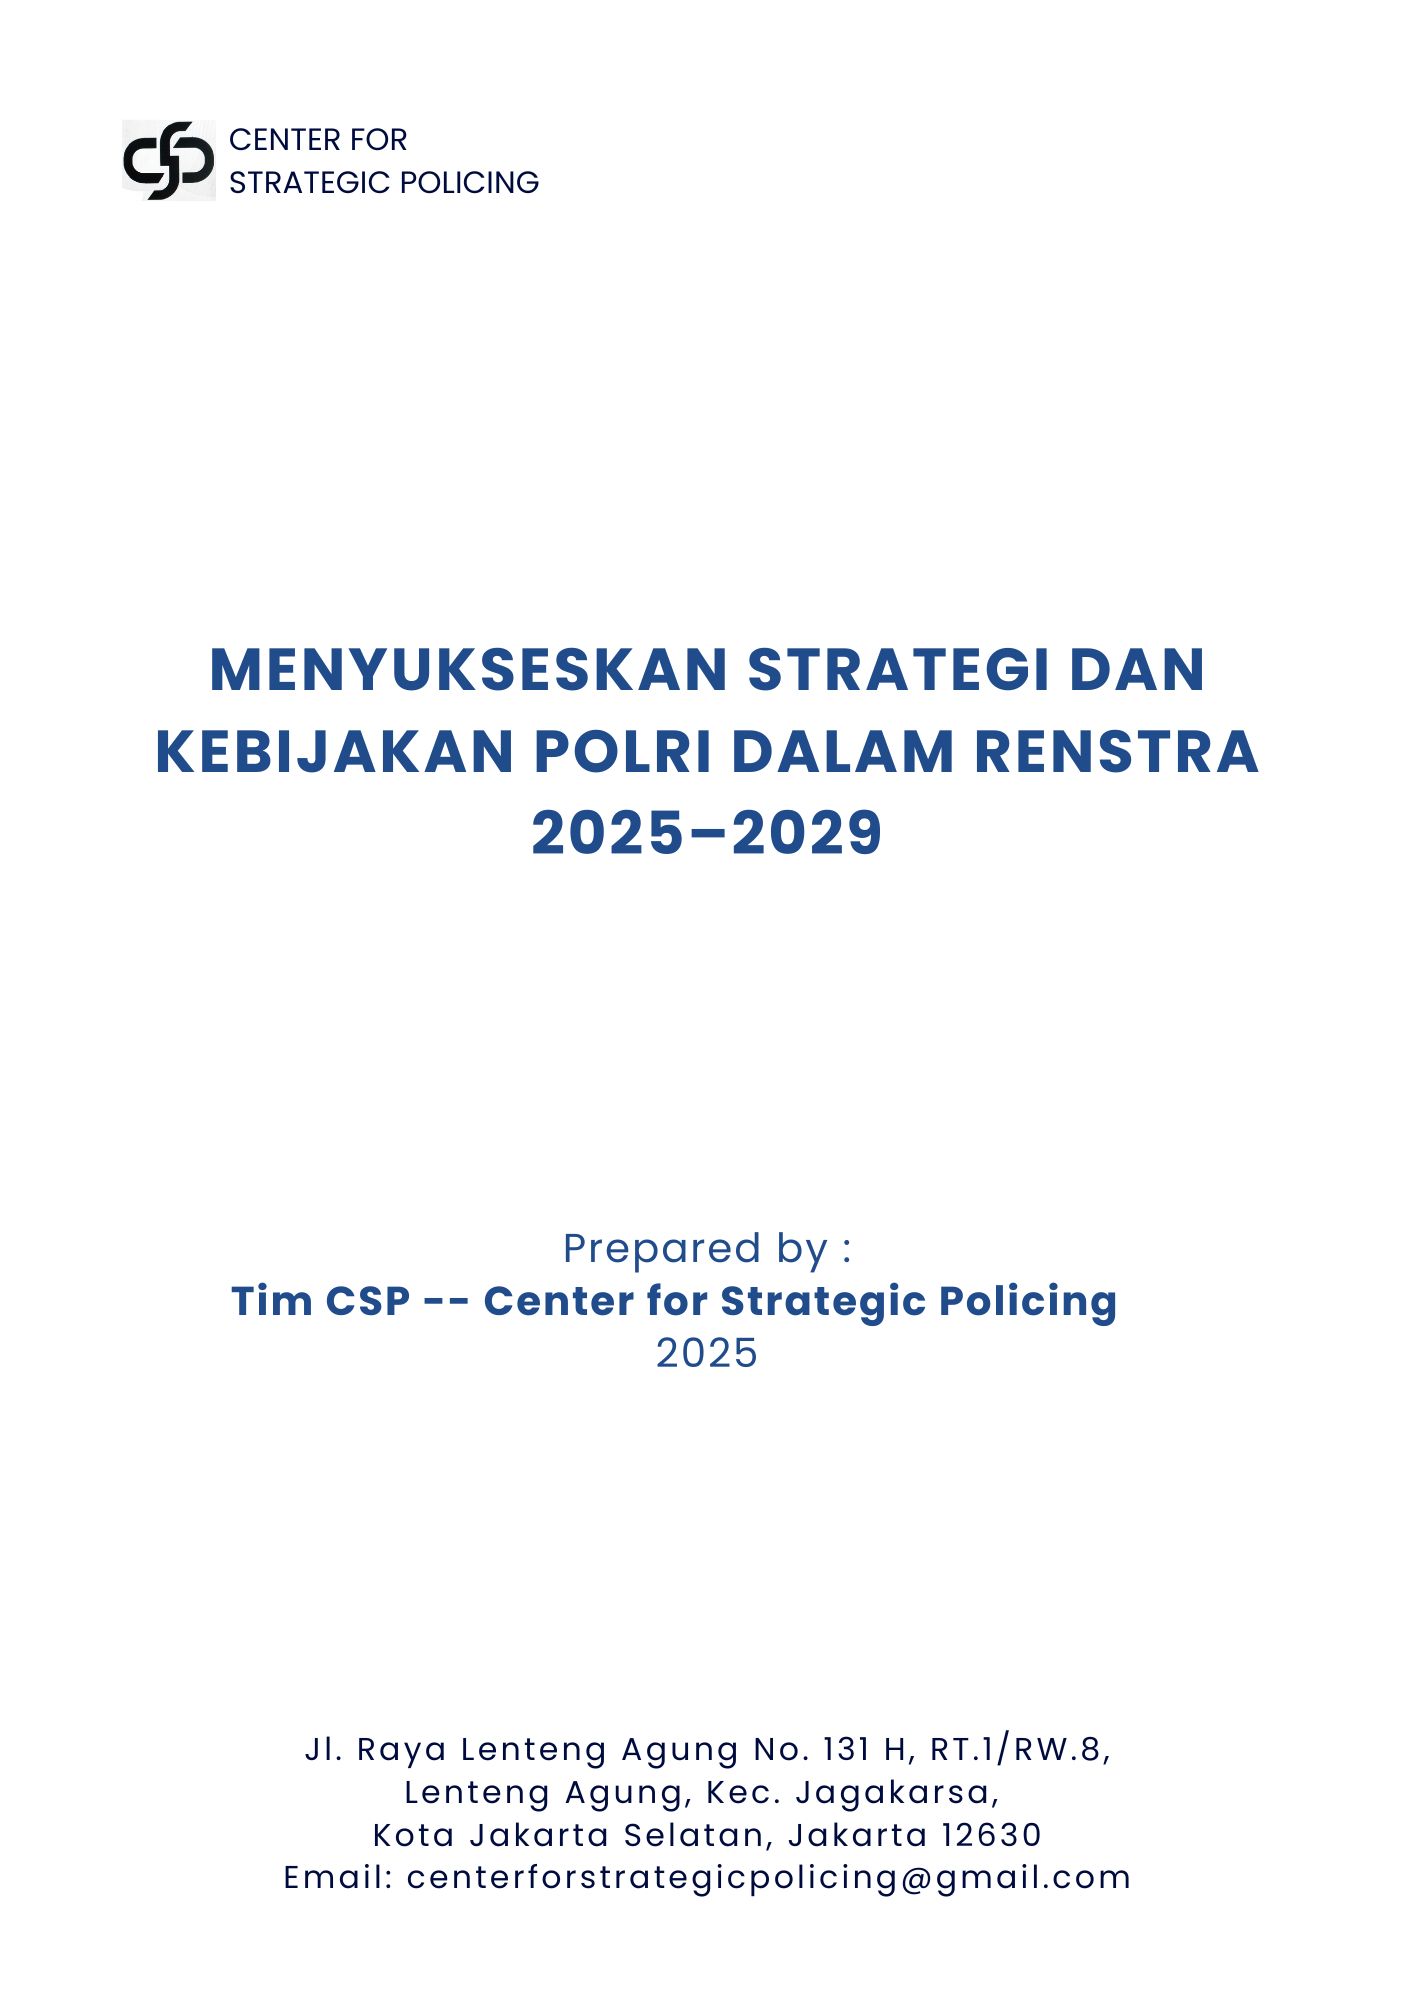 CENTER FOR
STRATEGIC POLICING
MENYUKSESKAN STRATEGI DAN
KEBIJAKAN POLRI DALAM RENSTRA
2025–2029
Prepared by :
Tim CSP -- Center for Strategic Policing
2025
Jl. Raya Lenteng Agung No. 131 H, RT.1/RW.8,
Lenteng Agung, Kec. Jagakarsa,
Kota Jakarta Selatan, Jakarta 12630
Email: centerforstrategicpolicing@gmail.com